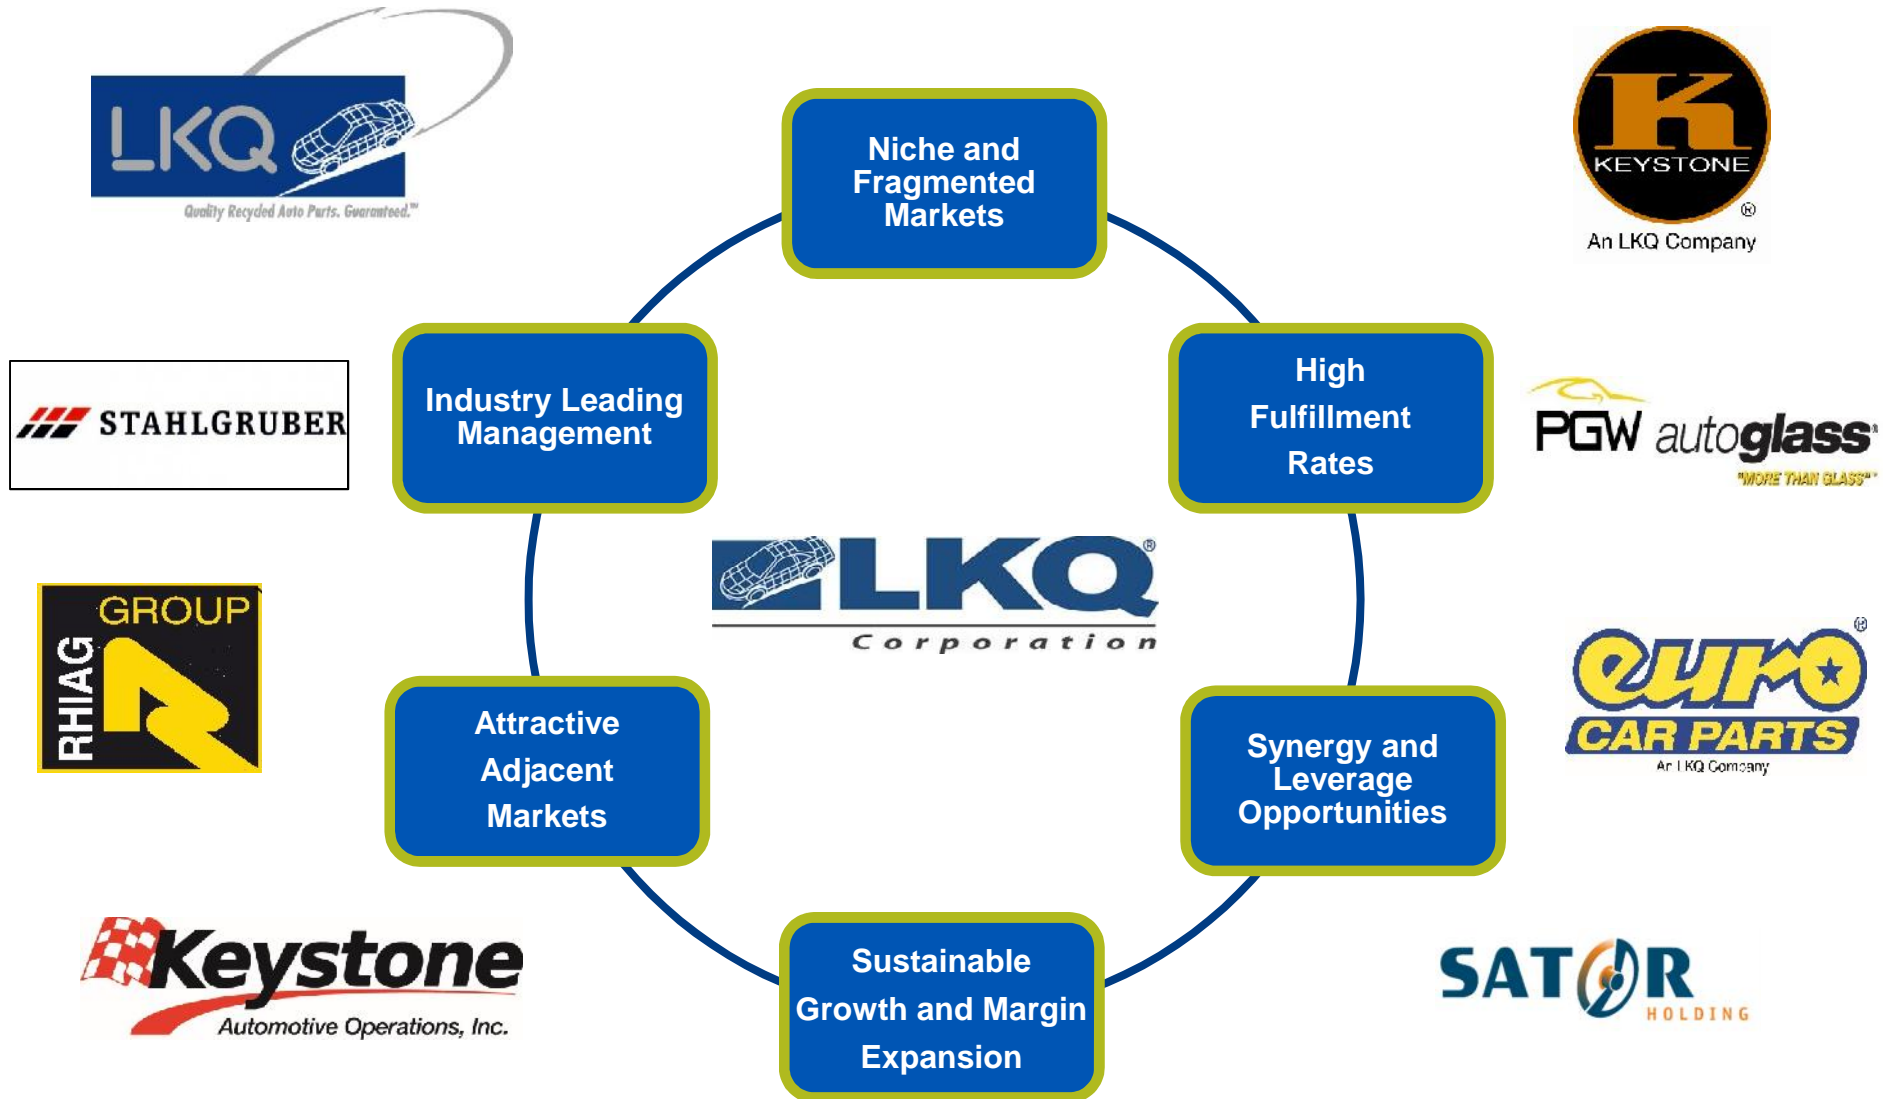 LKQ
Quality Recycled Auto Parts. Guaranteed.™
K
KEYSTONE
®
An LKQ Company
Niche and
Fragmented
Markets
Industry Leading
Management
High
Fulfillment
Rates
STAHLGRUBER
PGW autoglass®
"MORE THAN GLASS"™
LKQ®
Corporation
GROUP
RHIAG
euro®
CAR PARTS
An LKQ Company
Attractive
Adjacent
Markets
Synergy and
Leverage
Opportunities
Keystone
Automotive Operations, Inc.
Sustainable
Growth and Margin
Expansion
SATOR
HOLDING